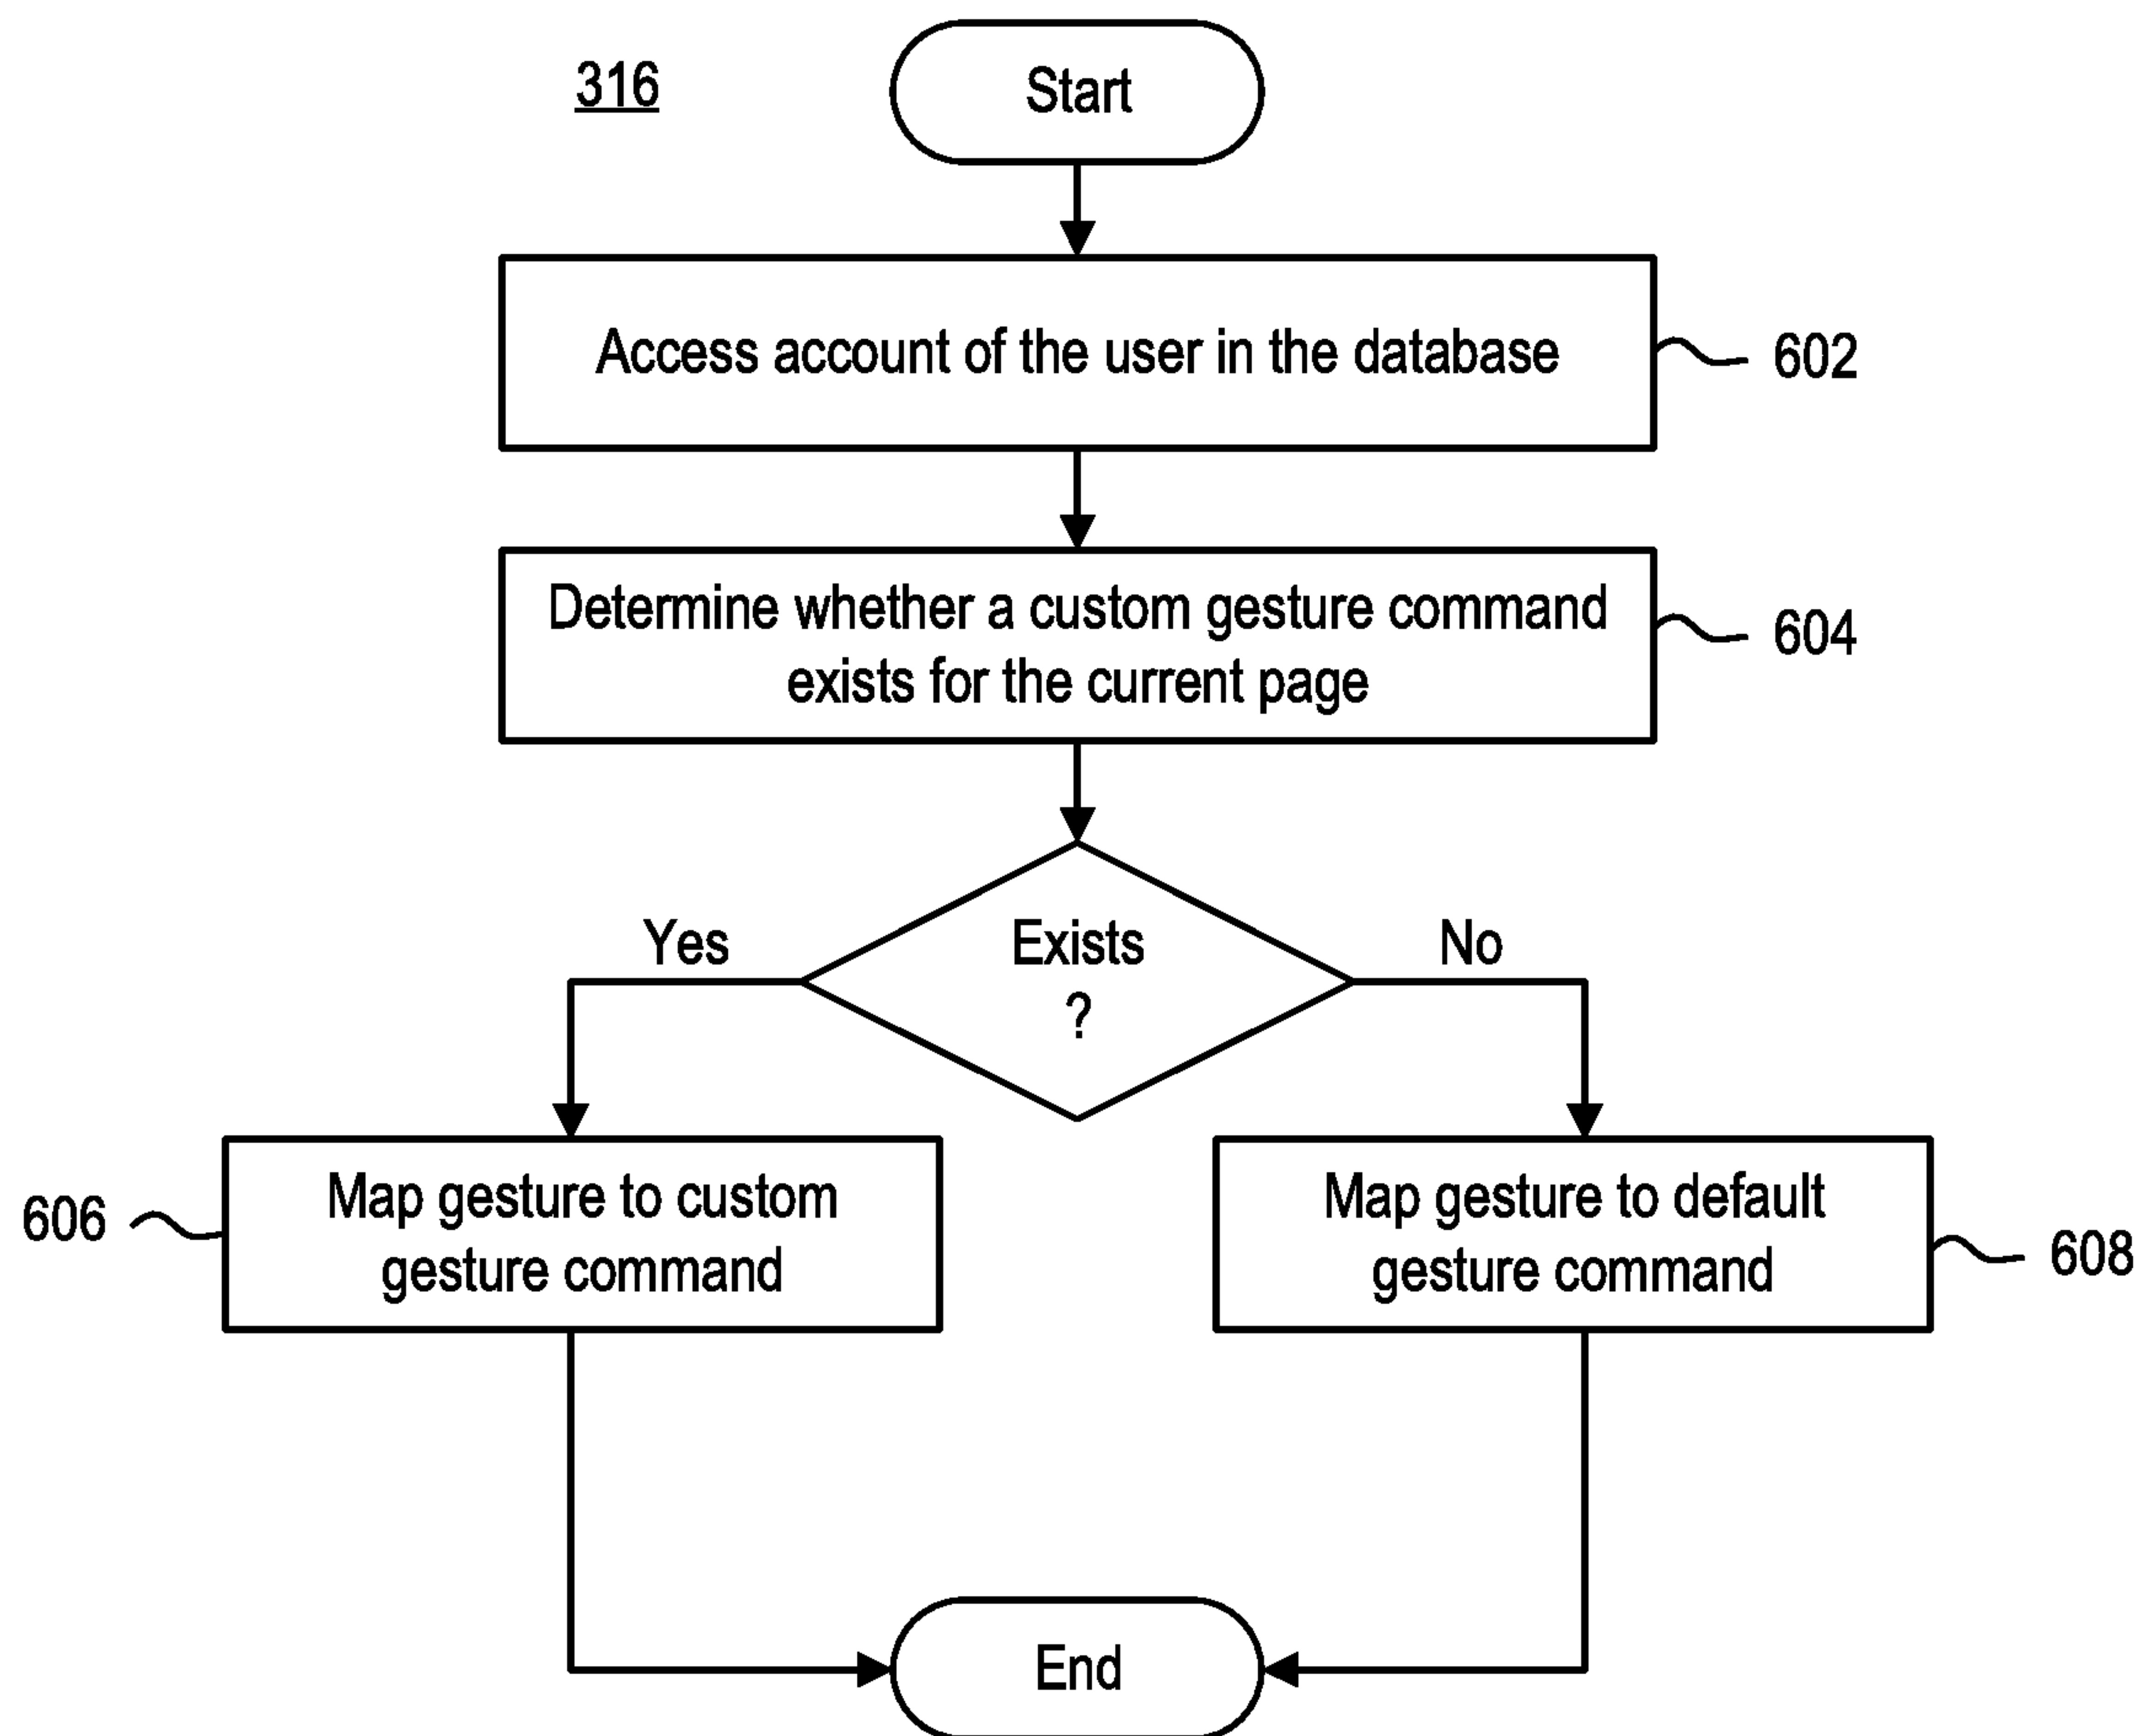 316
Start
Access account of the user in the database
602
Determine whether a custom gesture command
exists for the current page
604
Yes
Exists
?
No
606
Map gesture to custom
gesture command
Map gesture to default
gesture command
608
End